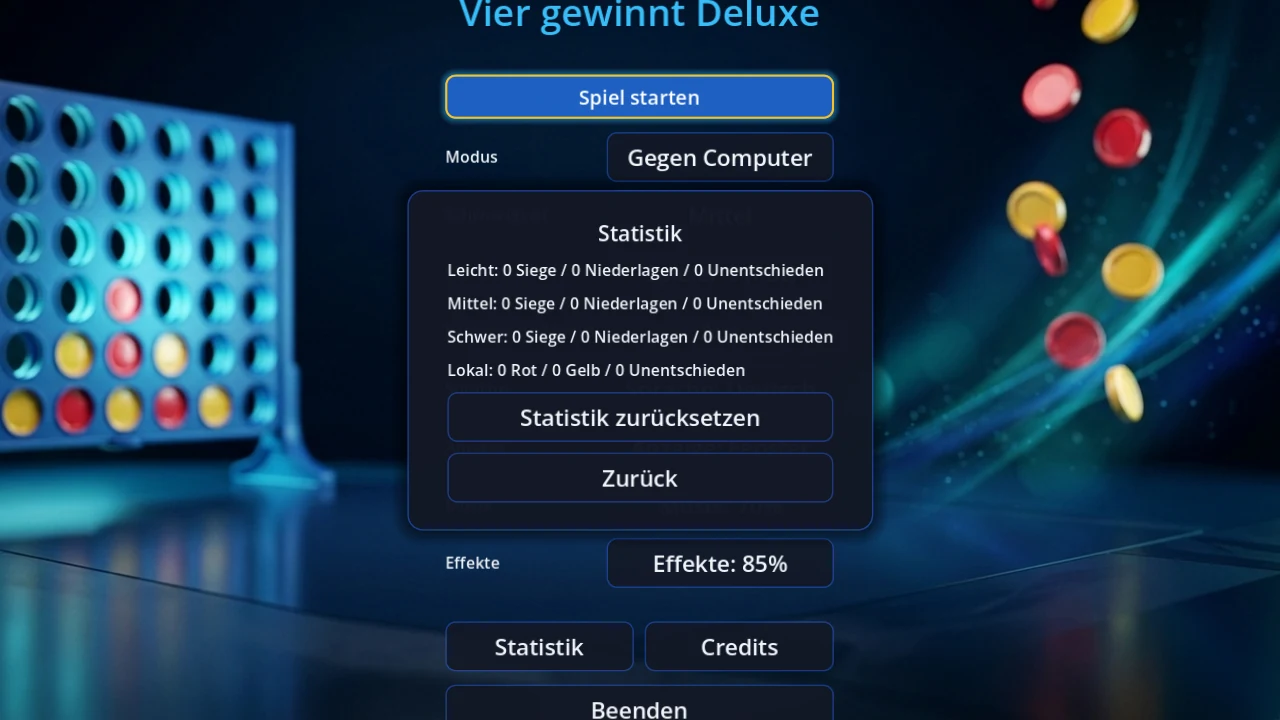 Vier gewinnt Deluxe
Spiel starten
Modus
Gegen Computer
Statistik
Leicht: 0 Siege / 0 Niederlagen / 0 Unentschieden
Mittel: 0 Siege / 0 Niederlagen / 0 Unentschieden
Schwer: 0 Siege / 0 Niederlagen / 0 Unentschieden
Lokal: 0 Rot / 0 Gelb / 0 Unentschieden
Statistik zurücksetzen
Zurück
Effekte
Effekte: 85%
Statistik
Credits
Beenden